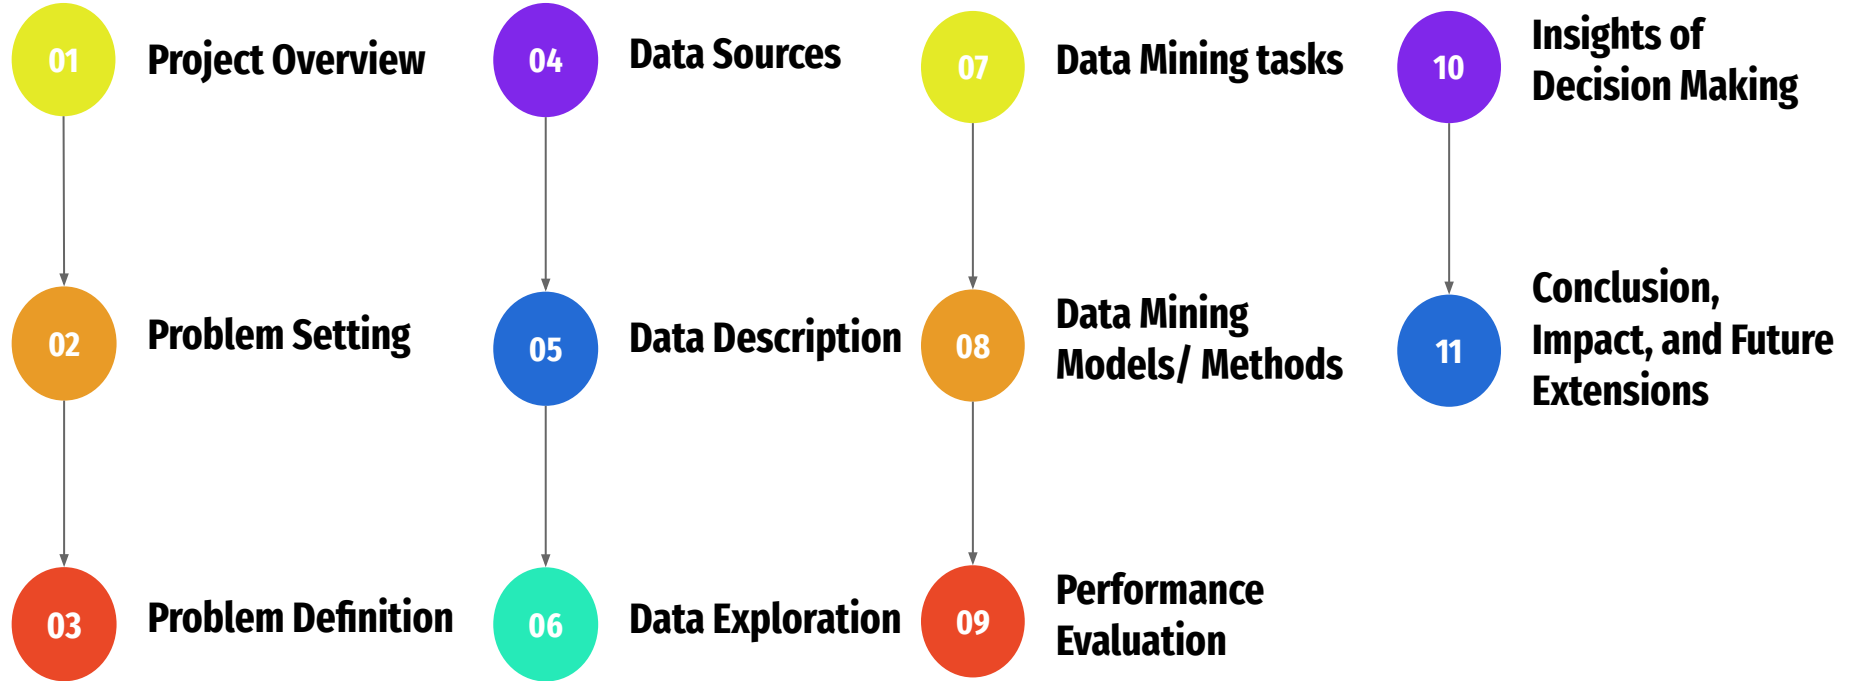 01
Project Overview
02
Problem Setting
03
Problem Definition
04
Data Sources
05
Data Description
06
Data Exploration
07
Data Mining tasks
08
Data Mining
Models/ Methods
09
Performance
Evaluation
10
Insights of
Decision Making
11
Conclusion,
Impact, and Future
Extensions